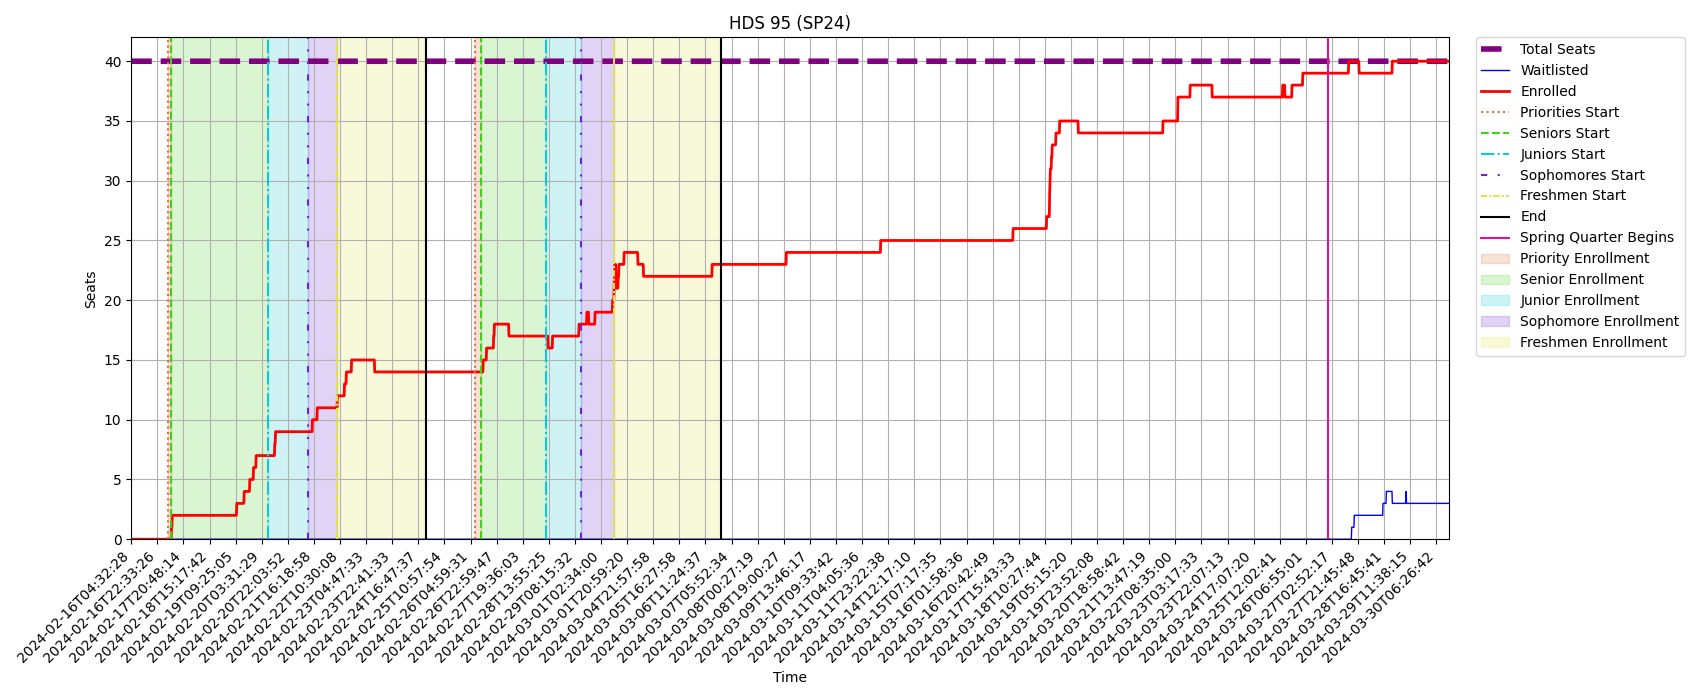 HDS 95 (SP24)
Seats
40
35
30
25
20
15
10
5
0
2024-02-16T04:32:28
2024-02-16T22:33:26
2024-02-17T20:48:14
2024-02-18T15:17:42
2024-02-19T09:25:05
2024-02-20T03:31:29
2024-02-20T22:03:52
2024-02-21T16:18:58
2024-02-22T10:30:08
2024-02-23T04:47:33
2024-02-23T22:41:33
2024-02-24T16:47:37
2024-02-25T10:57:54
2024-02-26T04:59:31
2024-02-26T22:59:47
2024-02-27T19:36:03
2024-02-28T13:55:25
2024-02-29T08:15:32
2024-03-01T02:34:00
2024-03-01T20:59:20
2024-03-04T21:57:58
2024-03-05T16:27:58
2024-03-06T11:24:37
2024-03-07T05:52:34
2024-03-08T00:27:19
2024-03-08T19:00:27
2024-03-09T13:46:17
2024-03-10T09:33:42
2024-03-11T04:05:36
2024-03-11T23:22:38
2024-03-14T12:17:10
2024-03-15T07:17:35
2024-03-16T01:58:36
2024-03-16T20:42:49
2024-03-17T15:43:33
2024-03-18T10:27:44
2024-03-19T05:15:20
2024-03-19T23:52:08
2024-03-20T18:58:42
2024-03-21T13:47:19
2024-03-22T08:35:00
2024-03-23T03:17:33
2024-03-23T22:07:13
2024-03-24T17:07:20
2024-03-25T12:02:41
2024-03-26T06:55:01
2024-03-27T02:52:17
2024-03-27T21:45:48
2024-03-28T16:45:41
2024-03-29T11:38:15
2024-03-30T06:26:42
Time
Total Seats
Waitlisted
Enrolled
Priorities Start
Seniors Start
Juniors Start
Sophomores Start
Freshmen Start
End
Spring Quarter Begins
Priority Enrollment
Senior Enrollment
Junior Enrollment
Sophomore Enrollment
Freshmen Enrollment